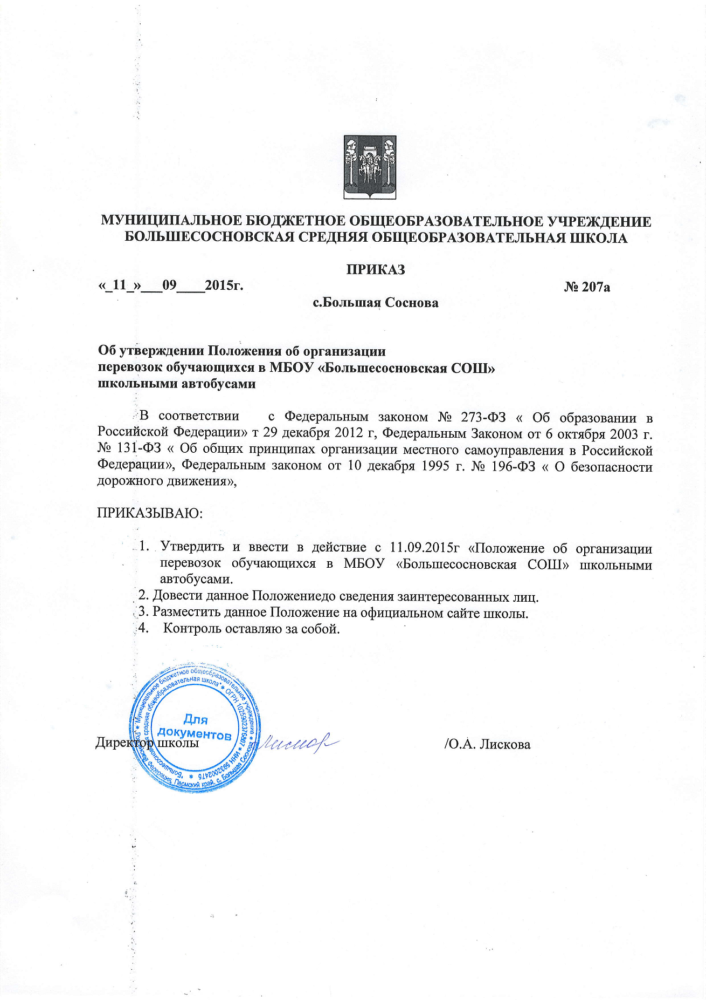 МУНИЦИПАЛЬНОЕ БЮДЖЕТНОЕ ОБЩЕОБРАЗОВАТЕЛЬНОЕ УЧРЕЖДЕНИЕ
БОЛЬШЕСОСНОВСКАЯ СРЕДНЯЯ ОБЩЕОБРАЗОВАТЕЛЬНАЯ ШКОЛА
ПРИКАЗ
«_11_»___09____2015г. № 207а
с.Большая Соснова
Об утверждении Положения об организации
перевозок обучающихся в МБОУ «Большесосновская СОШ»
школьными автобусами
В соответствии с Федеральным законом № 273-ФЗ « Об образовании в
Российской Федерации» т 29 декабря 2012 г, Федеральным Законом от 6 октября 2003 г.
№ 131-ФЗ « Об общих принципах организации местного самоуправления в Российской
Федерации», Федеральным законом от 10 декабря 1995 г. № 196-ФЗ « О безопасности
дорожного движения»,
ПРИКАЗЫВАЮ:
1. Утвердить и ввести в действие с 11.09.2015г «Положение об организации
перевозок обучающихся в МБОУ «Большесосновская СОШ» школьными
автобусами.
2. Довести данное Положениедо сведения заинтересованных лиц.
3. Разместить данное Положение на официальном сайте школы.
4. Контроль оставляю за собой.
Муниципальное бюджетное общеобразовательное учреждение * Российская Федерация, Пермский край, с. Большая Соснова *
"Большесосновская средняя общеобразовательная школа" * ОГРН 1025902376807 * ИНН 5932002475 *
Для
документов
Директор школы /О.А. Лискова